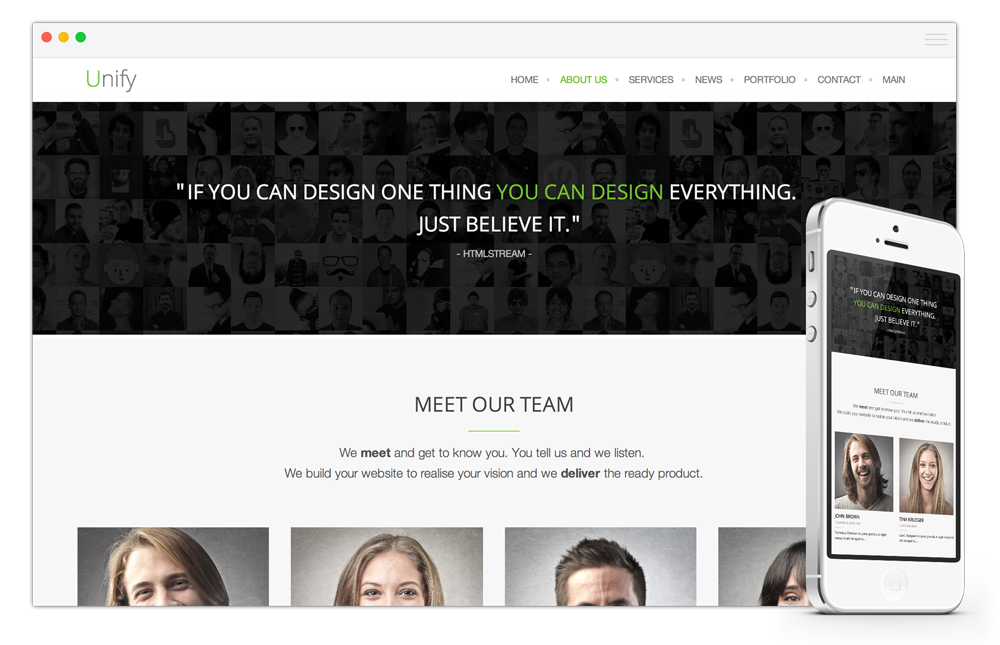 Unify
HOME ABOUT US SERVICES NEWS PORTFOLIO CONTACT MAIN
"IF YOU CAN DESIGN ONE THING YOU CAN DESIGN EVERYTHING.
JUST BELIEVE IT."
- HTMLSTREAM -
MEET OUR TEAM
We meet and get to know you. You tell us and we listen.
We build your website to realise your vision and we deliver the ready product.
"IF YOU CAN DESIGN ONE THING
YOU CAN DESIGN EVERYTHING.
JUST BELIEVE IT."
- HTMLSTREAM -
MEET OUR TEAM
We meet and get to know you. You tell us and we listen.
We build your website to realise your vision and we deliver the ready product.
JOHN BROWN
TINA KRUEGER